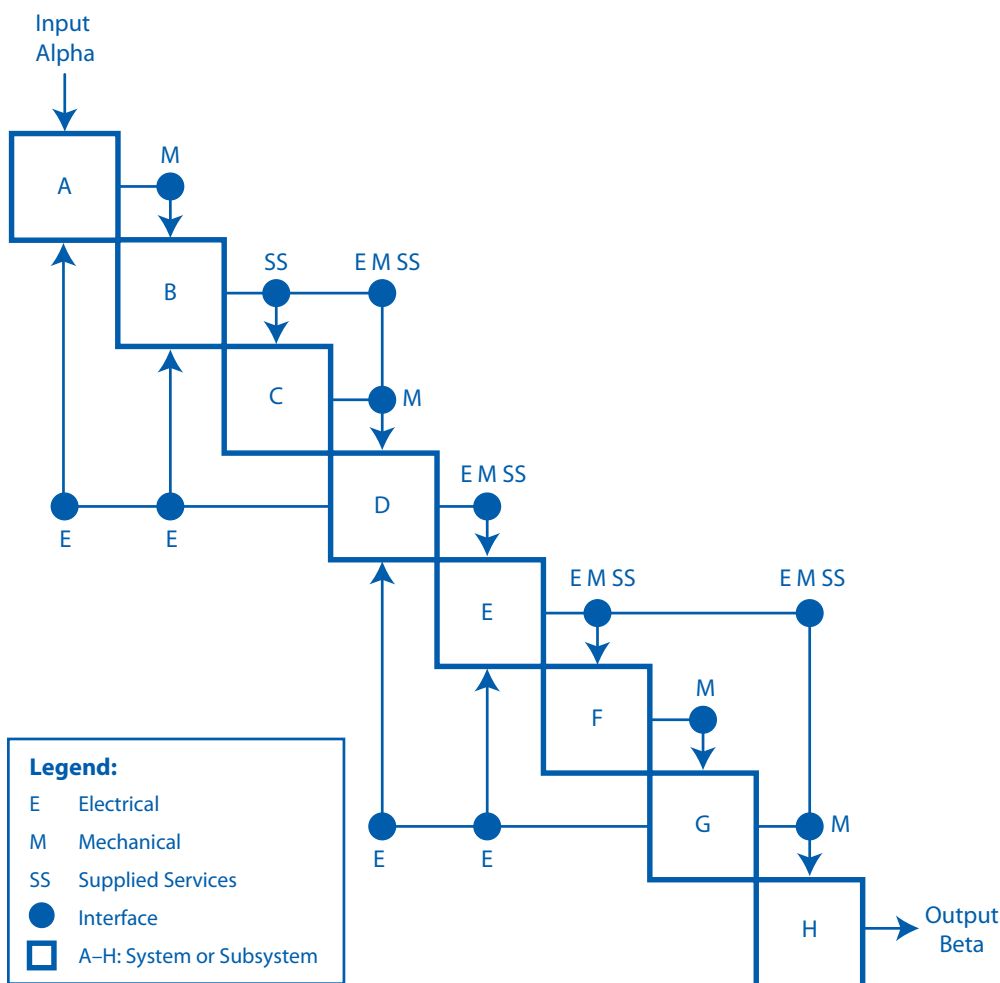 Input
Alpha
A
M
B
SS
E M SS
C
M
D
E M SS
E
E
E
E M SS
E M SS
F
M
G
M
E
E
H
Output
Beta
Legend:
E Electrical
M Mechanical
SS Supplied Services
Interface
A–H: System or Subsystem